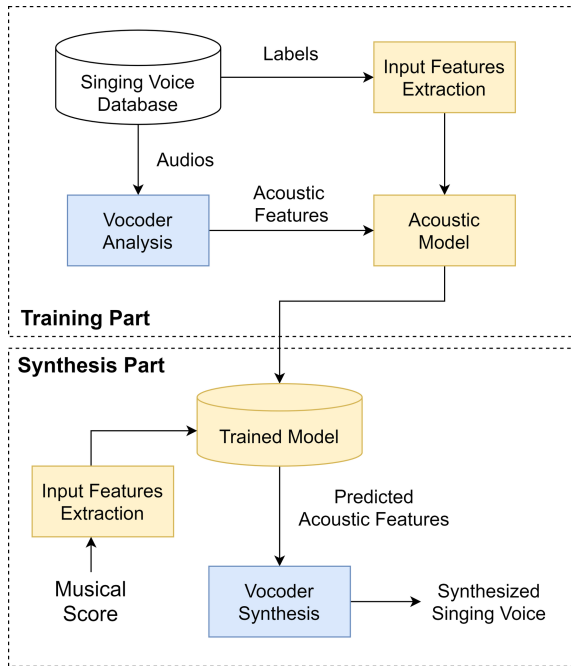 Labels
Singing Voice
Database
Input Features
Extraction
Audios
Acoustic
Features
Vocoder
Analysis
Acoustic
Model
Training Part
Synthesis Part
Trained Model
Input Features
Extraction
Predicted
Acoustic Features
Musical
Score
Vocoder
Synthesis
Synthesized
Singing Voice